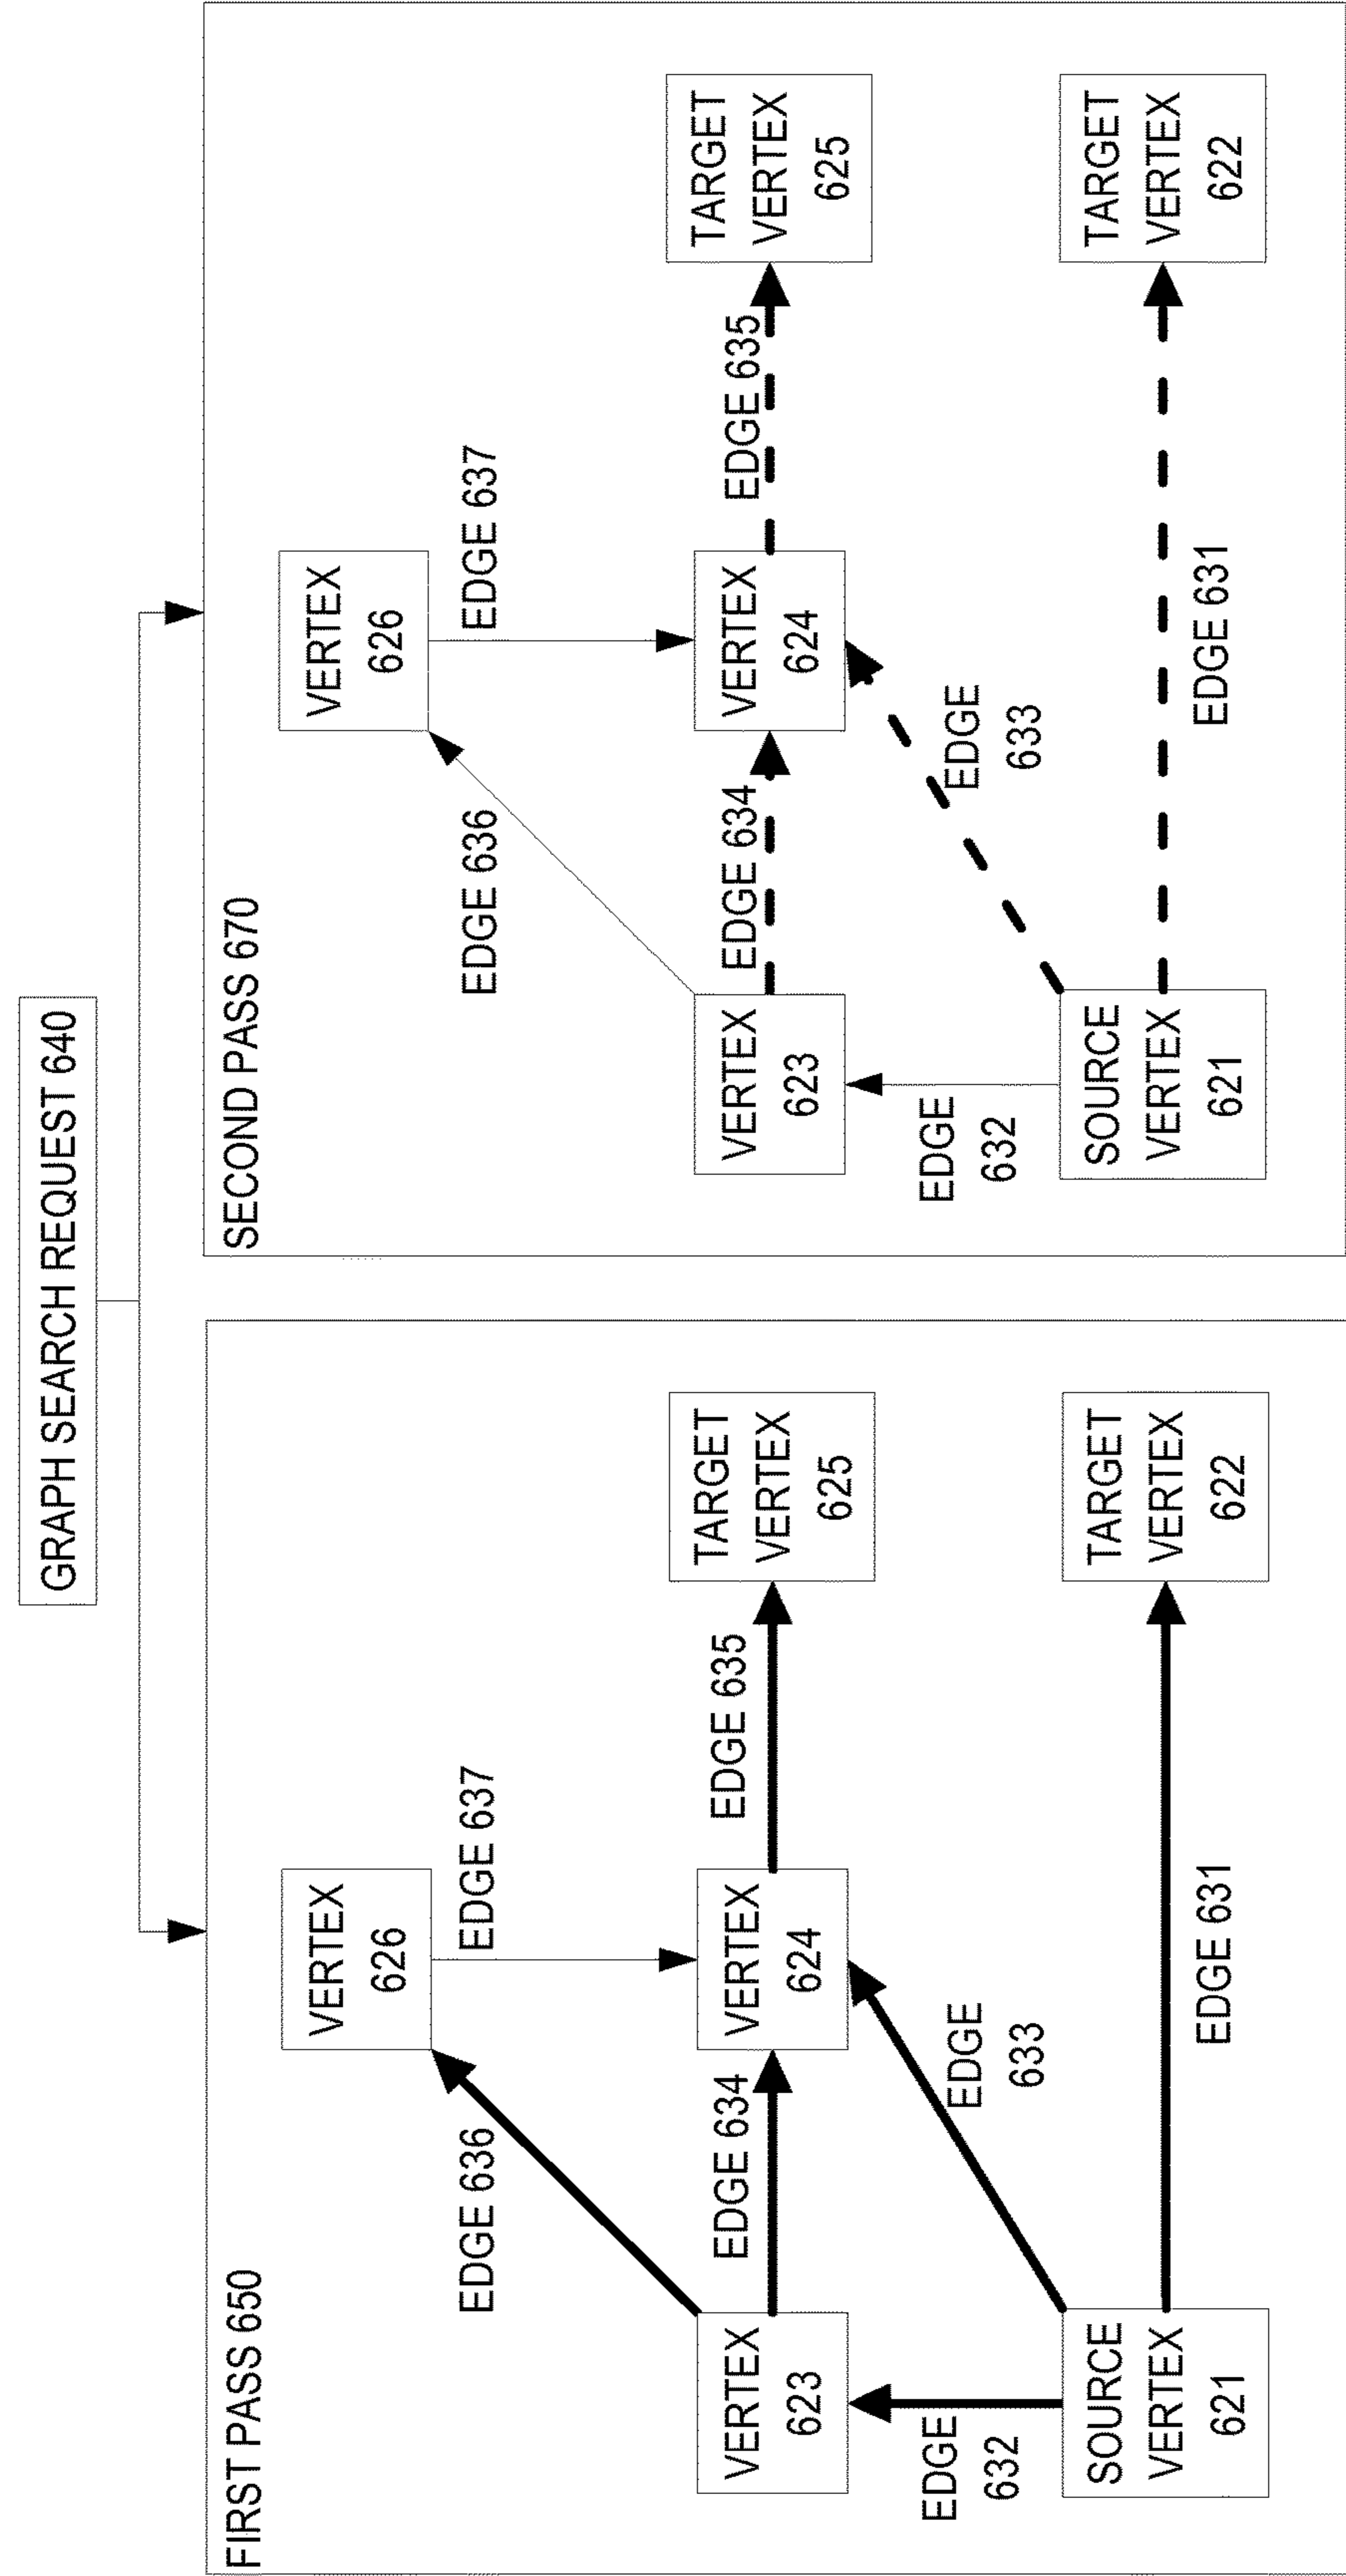 GRAPH SEARCH REQUEST 640
FIRST PASS 650
VERTEX
626
EDGE 636
EDGE 637
VERTEX
623
EDGE 634
VERTEX
624
EDGE 635
TARGET
VERTEX
625
EDGE
632
EDGE
633
SOURCE
VERTEX
621
EDGE 631
TARGET
VERTEX
622
SECOND PASS 670
VERTEX
626
EDGE 636
EDGE 637
VERTEX
623
EDGE 634
VERTEX
624
EDGE 635
TARGET
VERTEX
625
EDGE
632
EDGE
633
SOURCE
VERTEX
621
EDGE 631
TARGET
VERTEX
622